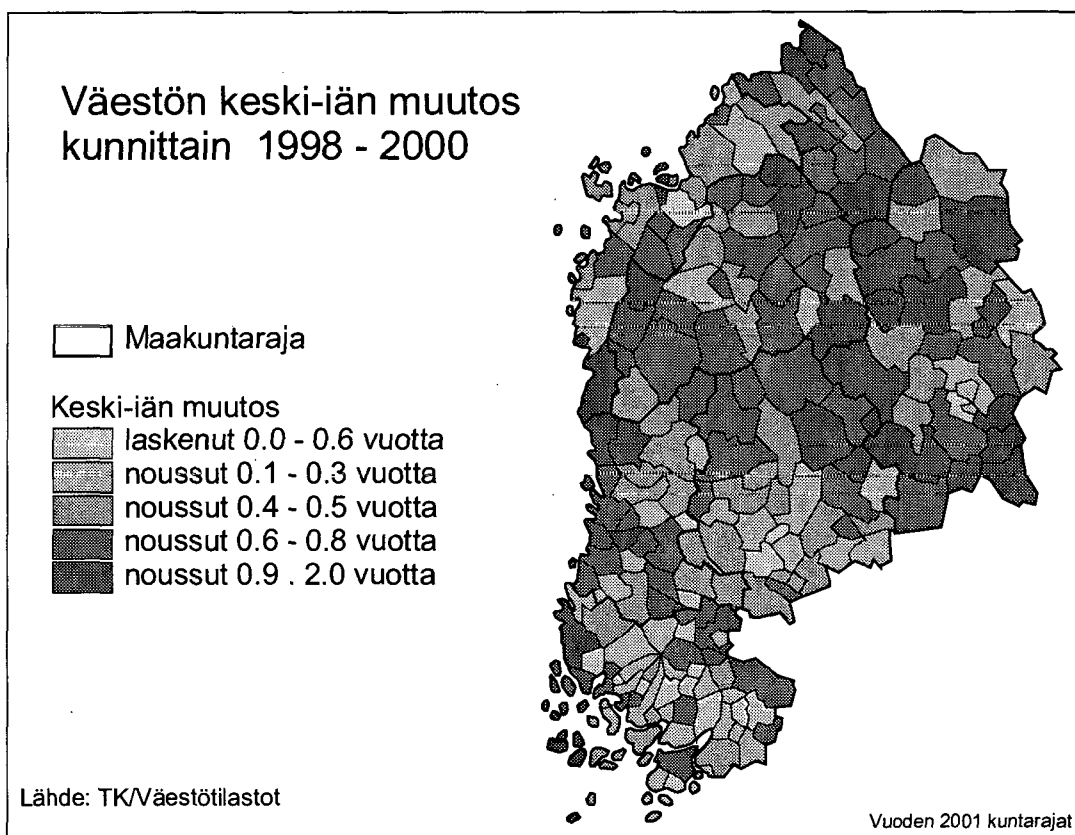 Väestön keski-iän muutos
kunnittain 1998 - 2000
Maakuntaraja
Keski-iän muutos
laskenut 0.0 - 0.6 vuotta
noussut 0.1 - 0.3 vuotta
noussut 0.4 - 0.5 vuotta
noussut 0.6 - 0.8 vuotta
noussut 0.9 . 2.0 vuotta
Lähde: TK/Väestötilastot
Vuoden 2001 kuntarajat